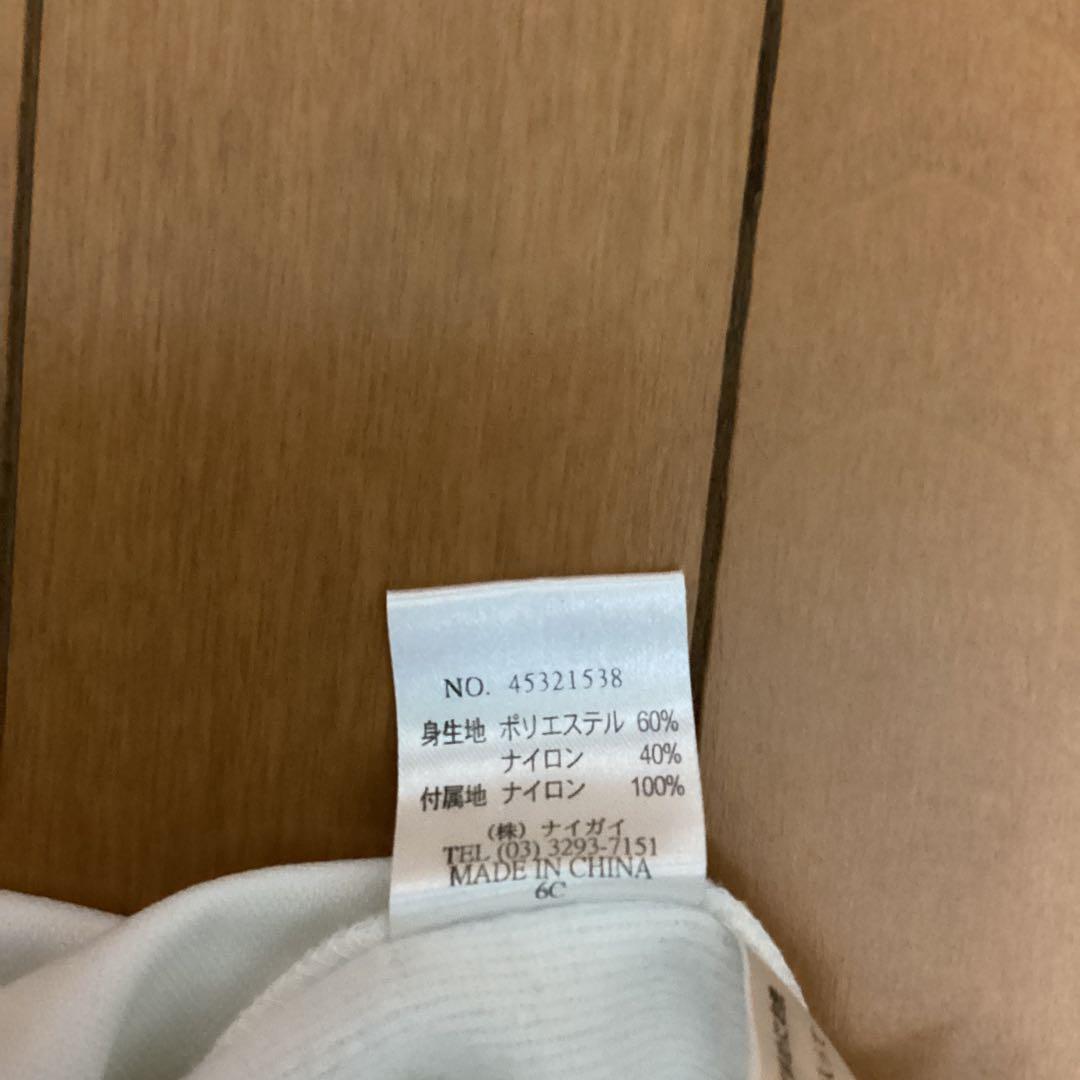 NO. 45321538
身生地 ポリエステル 60%
ナイロン 40%
付属地 ナイロン 100%
(株) ナイガイ
TEL (03) 3293-7151
MADE IN CHINA
6C